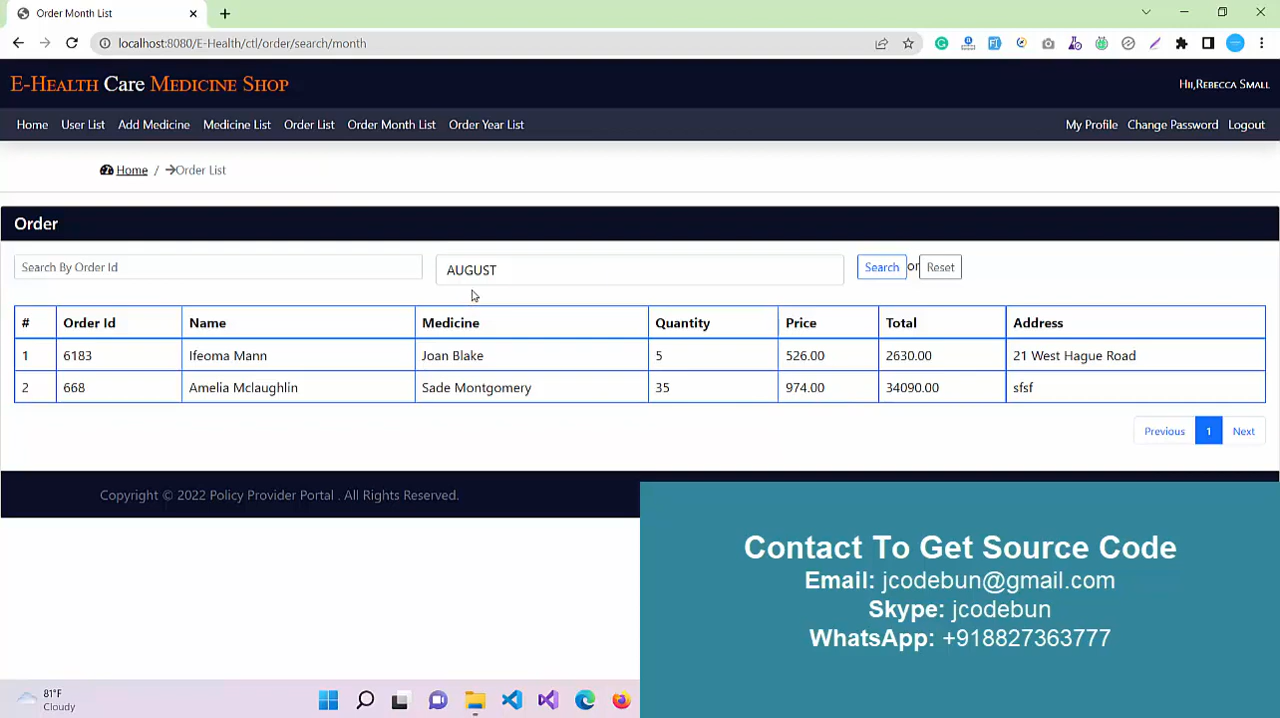 Order Month List
localhost:8080/E-Health/ctl/order/search/month
E-HEALTH Care MEDICINE SHOP
HII,REBECCA SMALL
Home User List Add Medicine Medicine List Order List Order Month List Order Year List
My Profile Change Password Logout
Home / →Order List
Order
Search By Order Id
AUGUST
Search or Reset
# Order Id Name Medicine Quantity Price Total Address
1 6183 Ifeoma Mann Joan Blake 5 526.00 2630.00 21 West Hague Road
2 668 Amelia Mclaughlin Sade Montgomery 35 974.00 34090.00 sfsf
Previous 1 Next
Copyright © 2022 Policy Provider Portal . All Rights Reserved.
Contact To Get Source Code
Email: jcodebun@gmail.com
Skype: jcodebun
WhatsApp: +918827363777
81°F
Cloudy